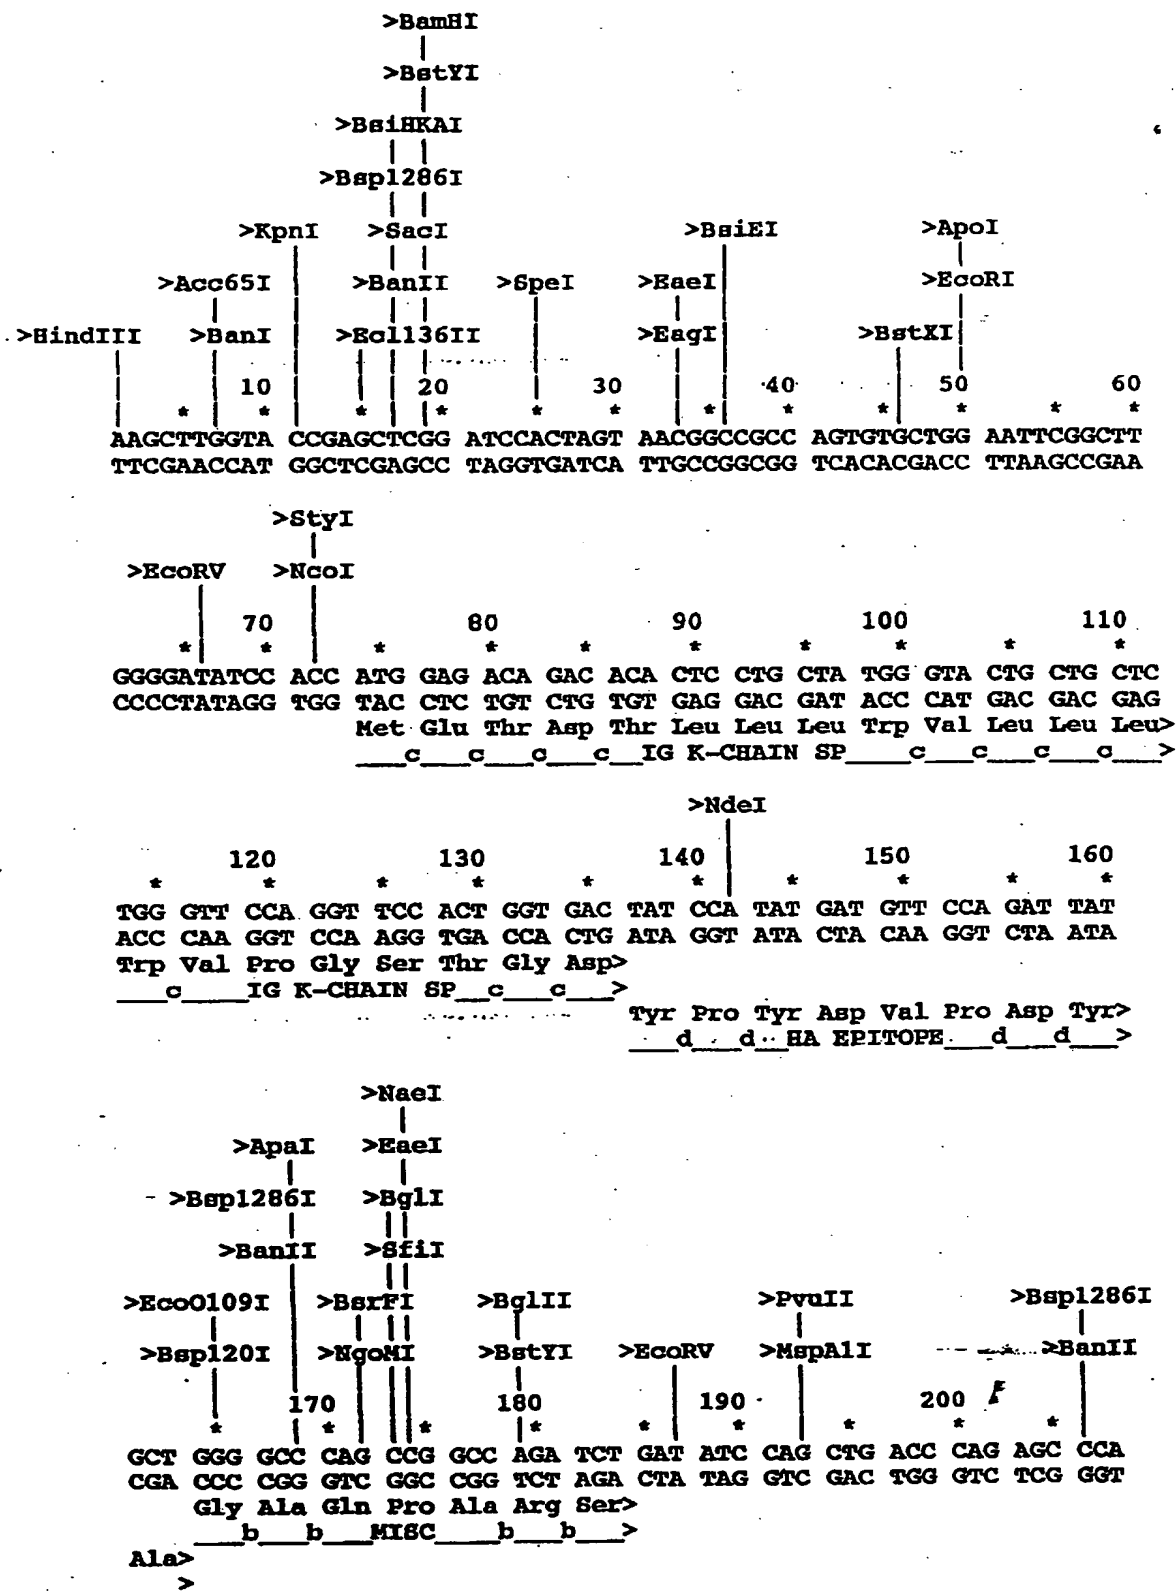 >BamHI
>BstYI
>BsiHKAI
>Bsp1286I
>KpnI >SacI >BsiEI >ApoI
>Acc65I >BanII >SpeI >EaeI >EcoRI
>HindIII >BanI >Ecl136II >EagI >BstXI
10 20 30 40 50 60
* * * * * * * * * * * *
AAGCTTGGTA CCGAGCTCGG ATCCACTAGT AACGGCCGCC AGTGTGCTGG AATTCGGCTT
TTCGAACCAT GGCTCGAGCC TAGGTGATCA TTGCCGGCGG TCACACGACC TTAAGCCGAA
>StyI
>EcoRV >NcoI
70 80 90 100 110
* * * * * * * * * *
GGGGATATCC ACC ATG GAG ACA GAC ACA CTC CTG CTA TGG GTA CTG CTG CTC
CCCCTATAGG TGG TAC CTC TGT CTG TGT GAG GAC GAT ACC CAT GAC GAC GAG
Met Glu Thr Asp Thr Leu Leu Leu Trp Val Leu Leu Leu>
___c___c___c___c__IG K-CHAIN SP____c___c___c___c___>
>NdeI
120 130 140 150 160
* * * * * * * * * *
TGG GTT CCA GGT TCC ACT GGT GAC TAT CCA TAT GAT GTT CCA GAT TAT
ACC CAA GGT CCA AGG TGA CCA CTG ATA GGT ATA CTA CAA GGT CTA ATA
Trp Val Pro Gly Ser Thr Gly Asp>
___c____IG K-CHAIN SP__c___c___>
Tyr Pro Tyr Asp Val Pro Asp Tyr>
___d___d__HA EPITOPE___d___d___>
>NaeI
>ApaI >EaeI
>Bsp1286I >BglI
>BanII >SfiI
>EcoO109I >BsrFI >BglII >PvuII >Bsp1286I
>Bsp120I >NgoMI >BstYI >EcoRV >MspA1I >BanII
170 180 190 200
* * * * * * * * *
GCT GGG GCC CAG CCG GCC AGA TCT GAT ATC CAG CTG ACC CAG AGC CCA
CGA CCC CGG GTC GGC CGG TCT AGA CTA TAG GTC GAC TGG GTC TCG GGT
Gly Ala Gln Pro Ala Arg Ser>
___b___b___MISC____b___b___>
Ala>
>